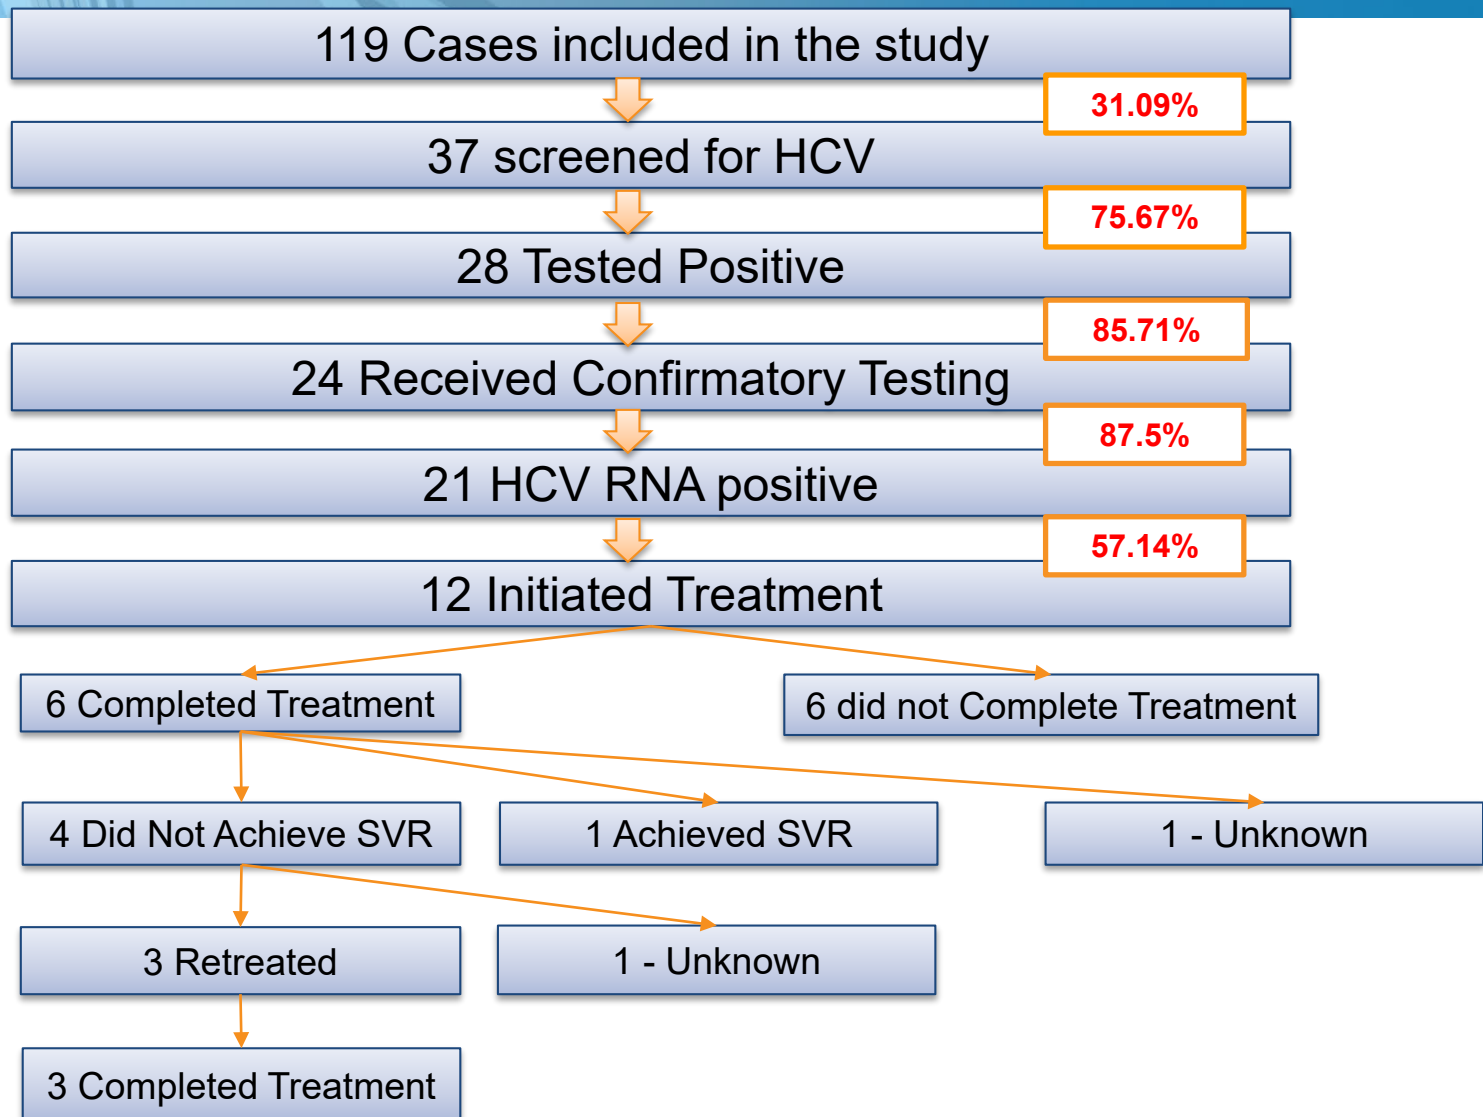 119 Cases included in the study
31.09%
37 screened for HCV
75.67%
28 Tested Positive
85.71%
24 Received Confirmatory Testing
87.5%
21 HCV RNA positive
57.14%
12 Initiated Treatment
6 Completed Treatment
6 did not Complete Treatment
4 Did Not Achieve SVR
1 Achieved SVR
1 - Unknown
3 Retreated
1 - Unknown
3 Completed Treatment